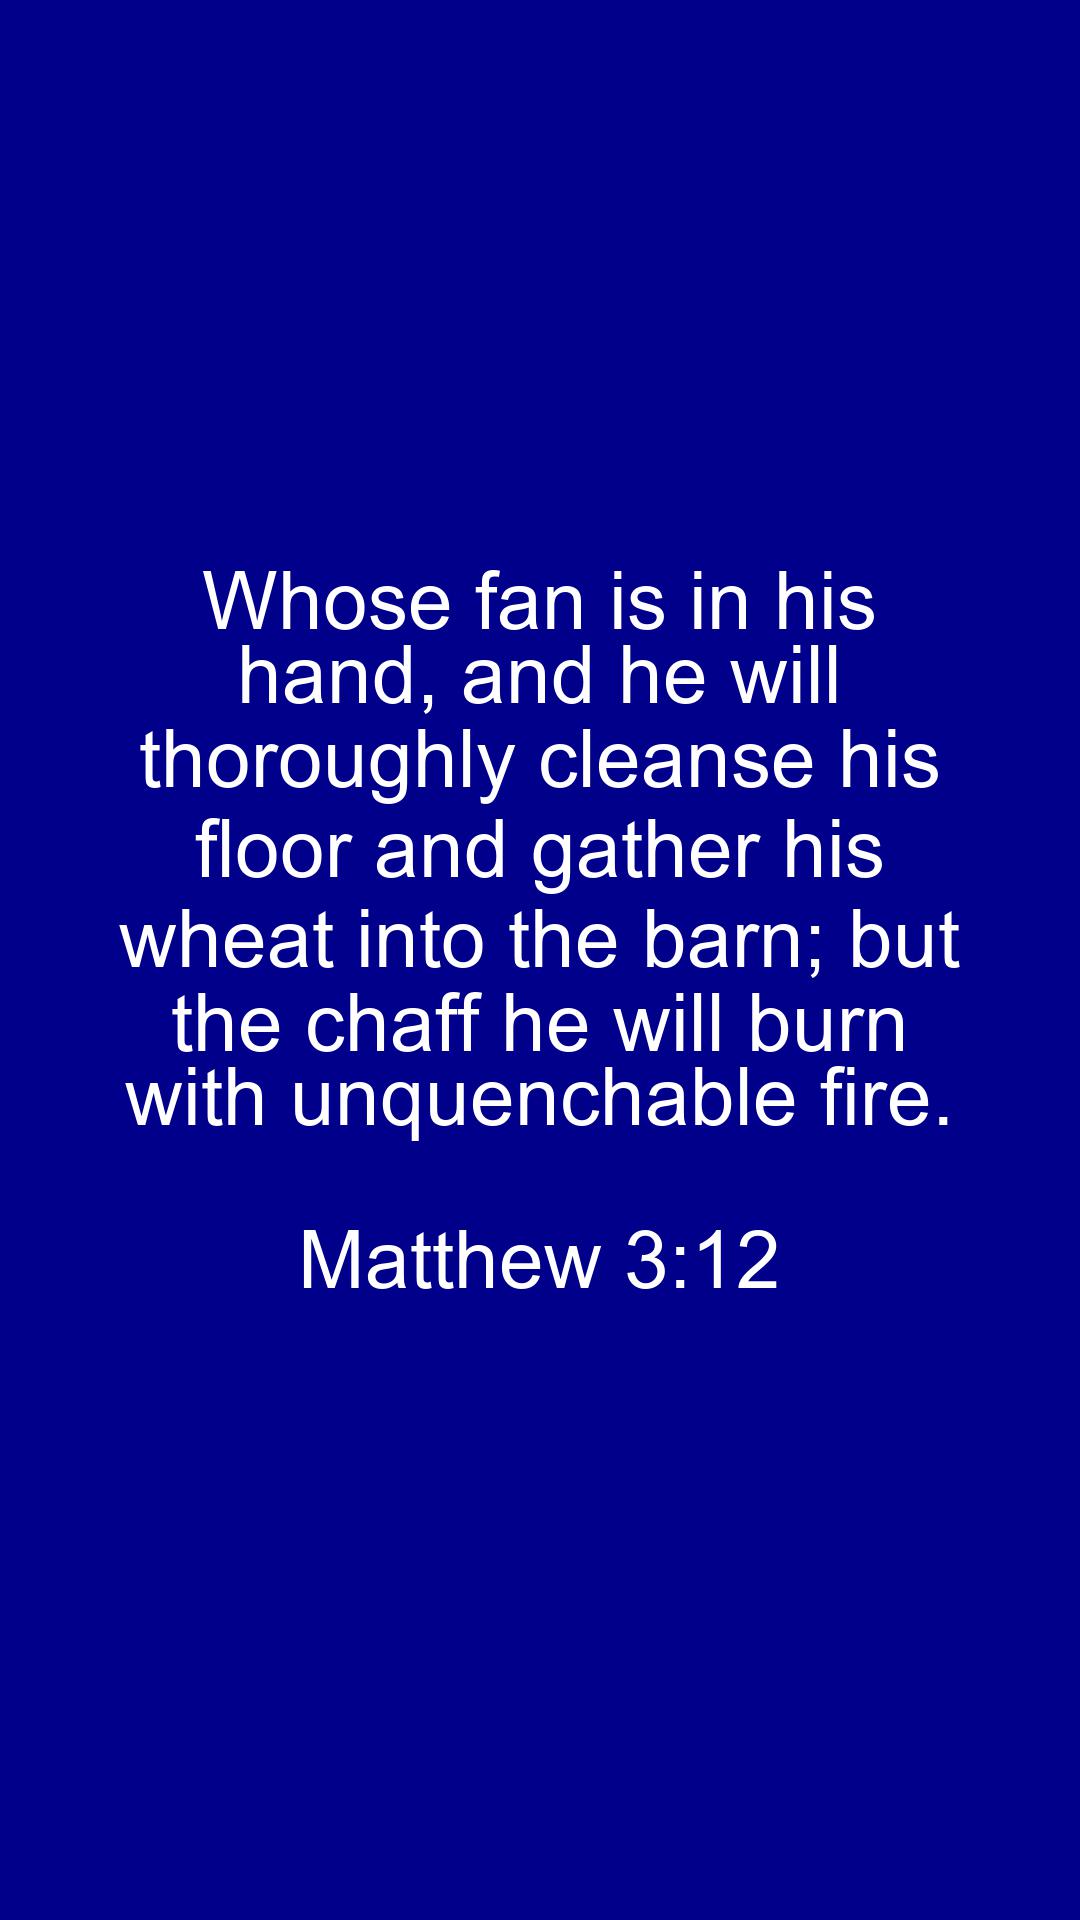 Whose fan is in his
hand, and he will
thoroughly cleanse his
floor and gather his
wheat into the barn; but
the chaff he will burn
with unquenchable fire.
Matthew 3:12